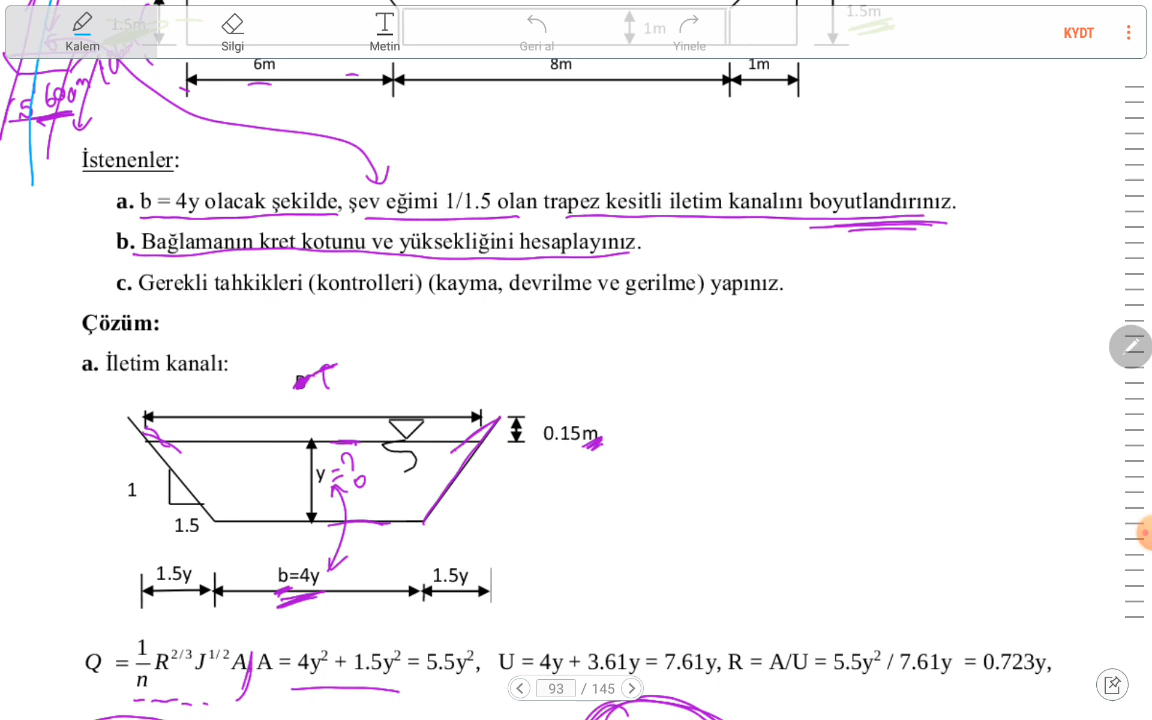 1.5m
Kalem
Silgi
T
Metin
Geri al
1m
Yinele
1.5m
KYDT
6m
8m
1m
600m
İstenenler:
a. b = 4y olacak şekilde, şev eğimi 1/1.5 olan trapez kesitli iletim kanalını boyutlandırınız.
b. Bağlamanın kret kotunu ve yüksekliğini hesaplayınız.
c. Gerekli tahkikleri (kontrolleri) (kayma, devrilme ve gerilme) yapınız.
Çözüm:
a. İletim kanalı:
T
0.15m
y =?
1
1.5
1.5y
b=4y
1.5y
Q = 1/n R^2/3 J^1/2 A, A = 4y² + 1.5y² = 5.5y², U = 4y + 3.61y = 7.61y, R = A/U = 5.5y² / 7.61y = 0.723y,
93 / 145